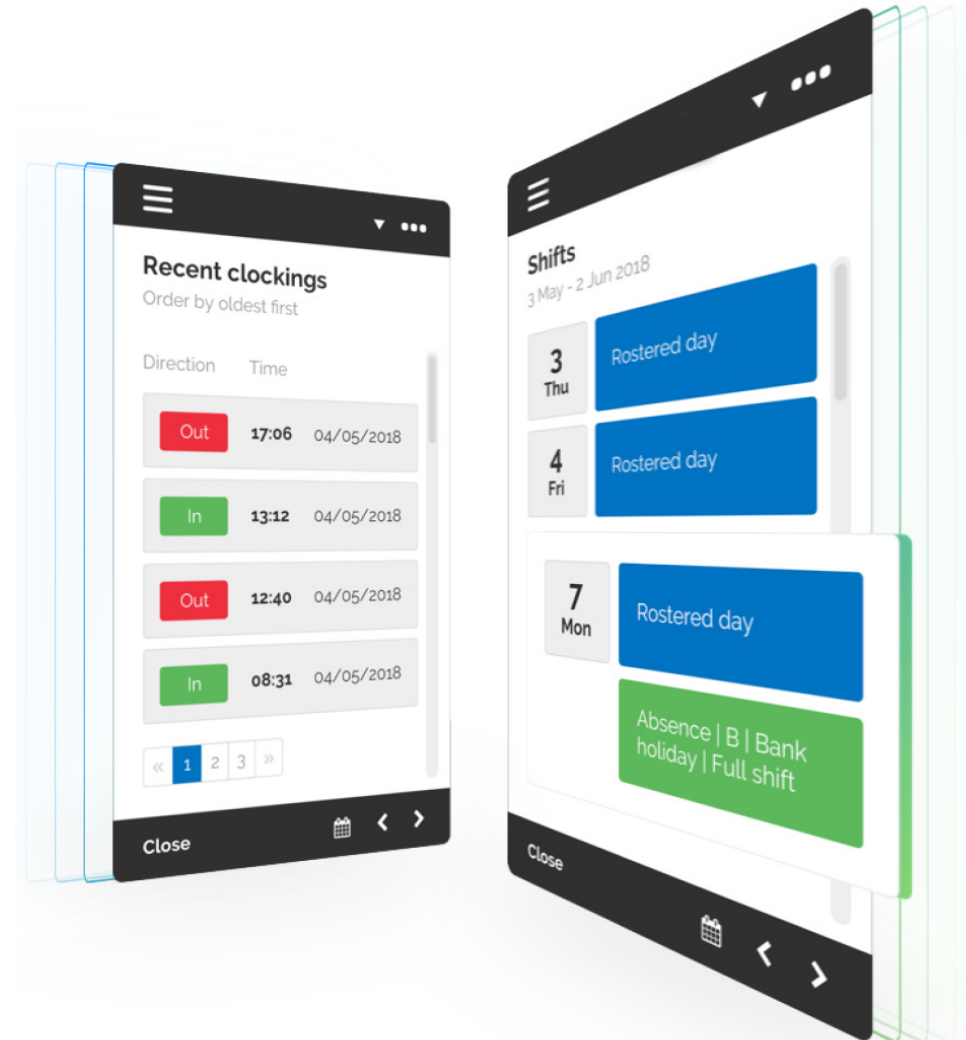 Recent clockings
Order by oldest first
Direction Time
Out 17:06 04/05/2018
In 13:12 04/05/2018
Out 12:40 04/05/2018
In 08:31 04/05/2018
« 1 2 3 »
Close
Shifts
3 May - 2 Jun 2018
3
Thu
Rostered day
4
Fri
Rostered day
7
Mon
Rostered day
Absence | B | Bank
holiday | Full shift
Close